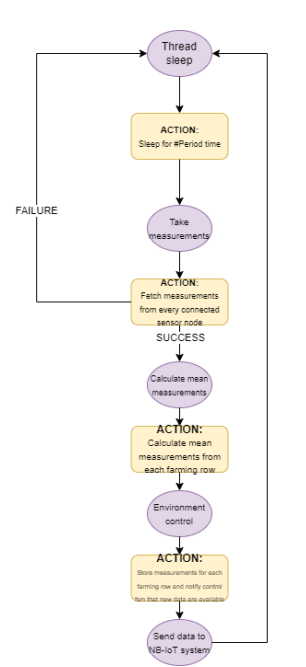 Thread
sleep
ACTION:
Sleep for #Period time
FAILURE
Take
measurements
ACTION:
Fetch measurements
from every connected
sensor node
SUCCESS
Calculate mean
measurements
ACTION:
Calculate mean
measurements from
each farming row
Environment
control
ACTION:
Store measurements for each
farming row and notify control
fsm that new data are available
Send data to
NB-IoT system